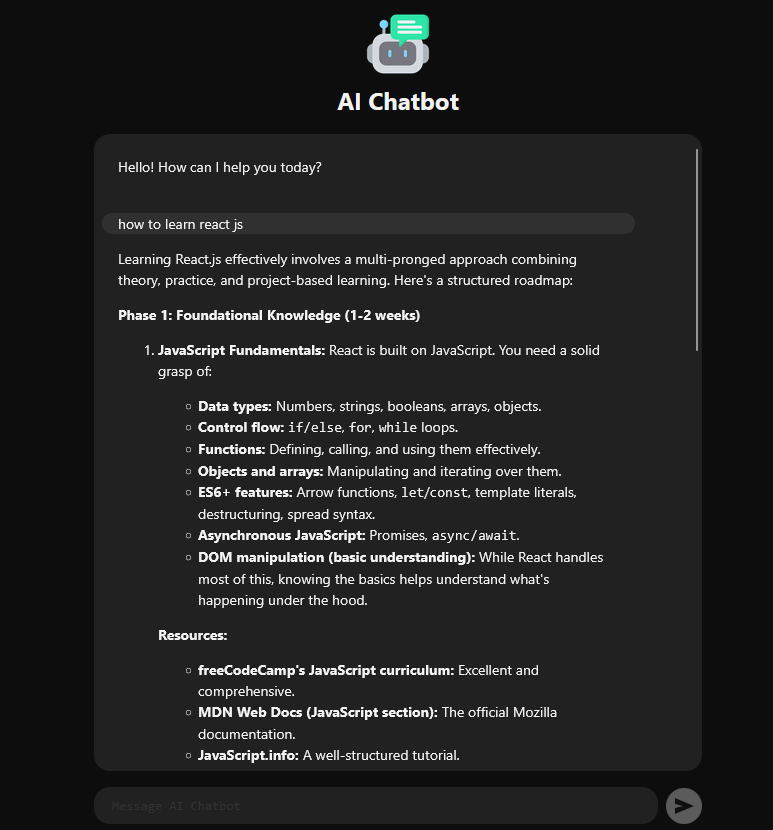 AI Chatbot
Hello! How can I help you today?
how to learn react js
Learning React.js effectively involves a multi-pronged approach combining
theory, practice, and project-based learning. Here's a structured roadmap:
Phase 1: Foundational Knowledge (1-2 weeks)
1. JavaScript Fundamentals: React is built on JavaScript. You need a solid
grasp of:
○ Data types: Numbers, strings, booleans, arrays, objects.
○ Control flow: if/else, for, while loops.
○ Functions: Defining, calling, and using them effectively.
○ Objects and arrays: Manipulating and iterating over them.
○ ES6+ features: Arrow functions, let/const, template literals,
destructuring, spread syntax.
○ Asynchronous JavaScript: Promises, async/await.
○ DOM manipulation (basic understanding): While React handles
most of this, knowing the basics helps understand what's
happening under the hood.
Resources:
○ freeCodeCamp's JavaScript curriculum: Excellent and
comprehensive.
○ MDN Web Docs (JavaScript section): The official Mozilla
documentation.
○ JavaScript.info: A well-structured tutorial.
Message AI Chatbot